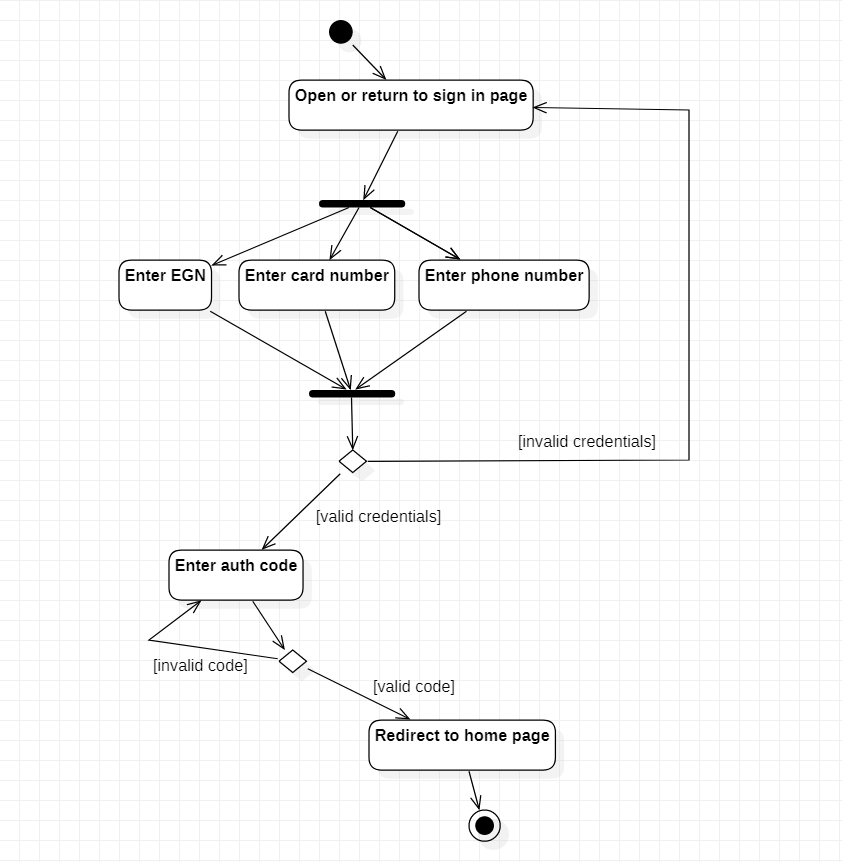 Open or return to sign in page
Enter EGN
Enter card number
Enter phone number
[invalid credentials]
[valid credentials]
Enter auth code
[invalid code]
[valid code]
Redirect to home page